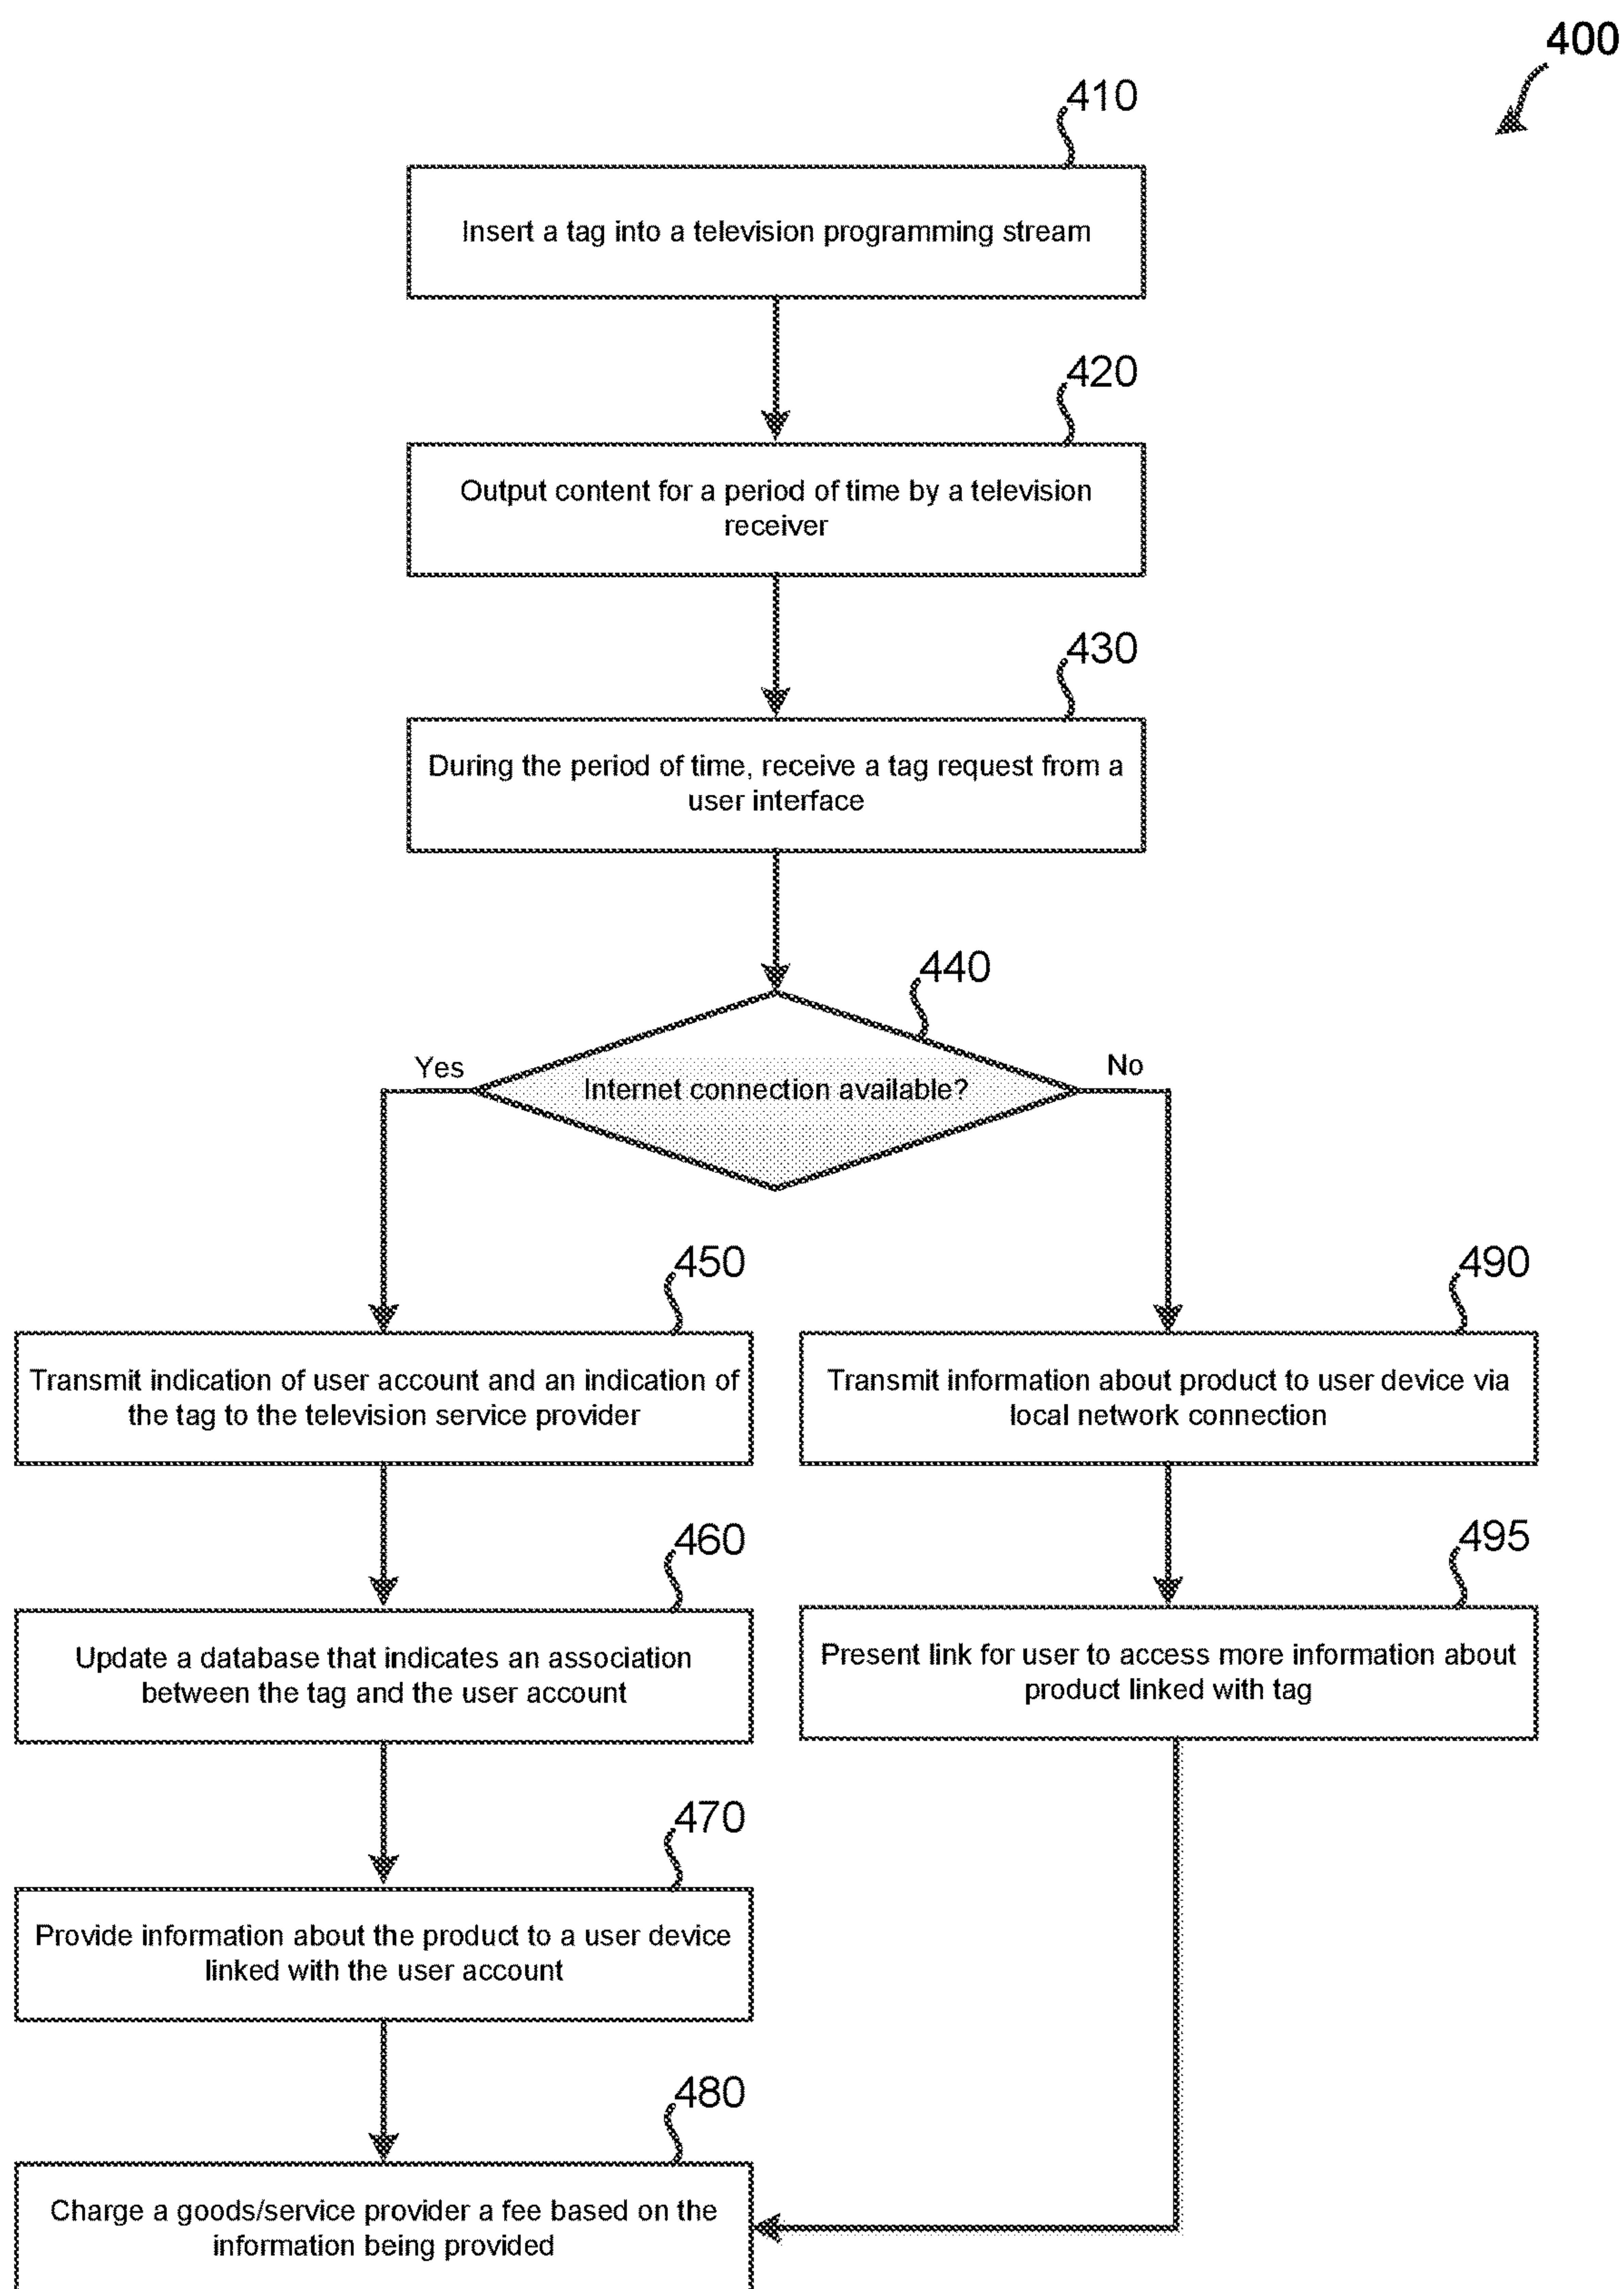 400
410
Insert a tag into a television programming stream
420
Output content for a period of time by a television
receiver
430
During the period of time, receive a tag request from a
user interface
440
Yes
No
Internet connection available?
450
Transmit indication of user account and an indication of
the tag to the television service provider
490
Transmit information about product to user device via
local network connection
460
Update a database that indicates an association
between the tag and the user account
495
Present link for user to access more information about
product linked with tag
470
Provide information about the product to a user device
linked with the user account
480
Charge a goods/service provider a fee based on the
information being provided